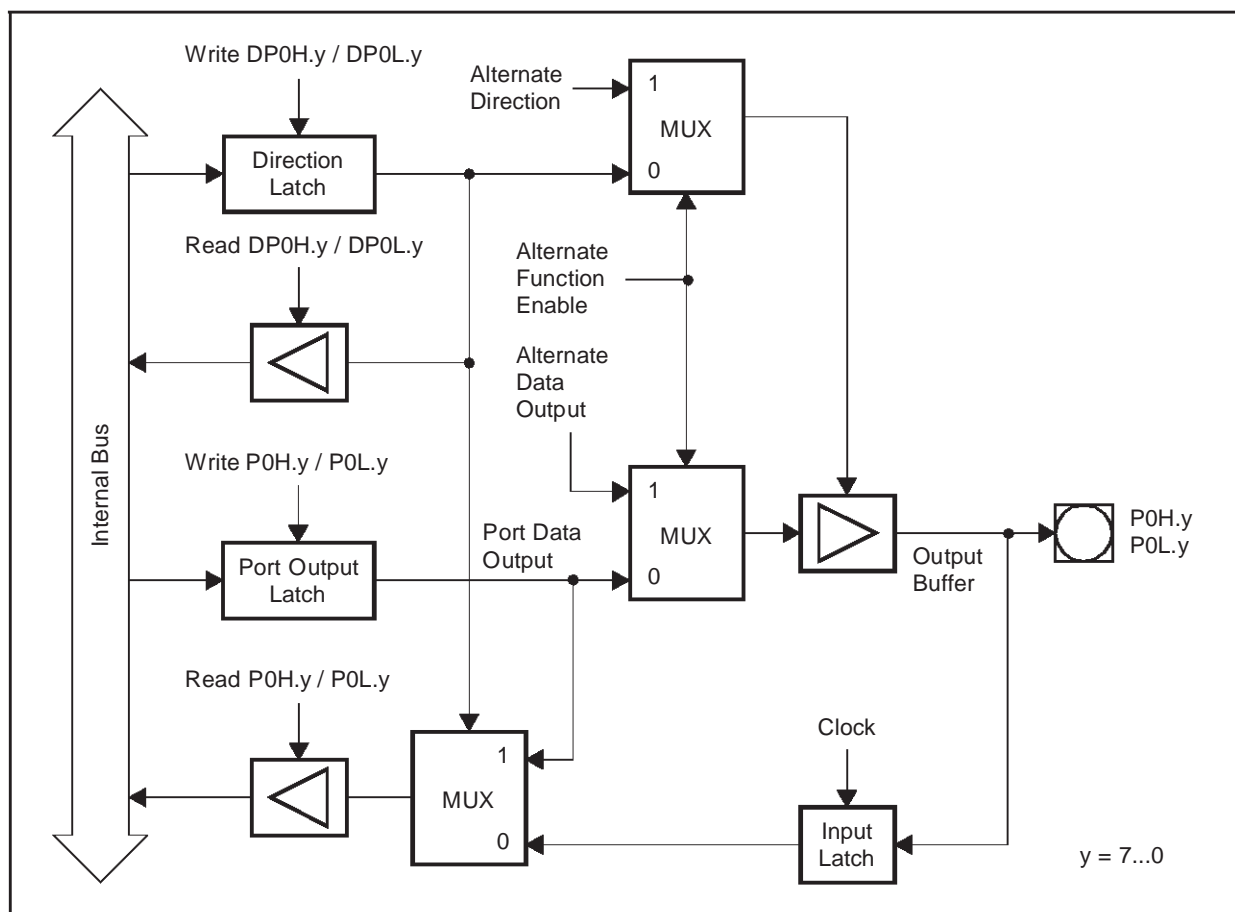 Write DP0H.y / DP0L.y
Alternate
Direction
1
MUX
0
Direction
Latch
Read DP0H.y / DP0L.y
Alternate
Function
Enable
Alternate
Data
Output
Internal Bus
Write P0H.y / P0L.y
1
MUX
0
Port Data
Output
Port Output
Latch
Output
Buffer
P0H.y
P0L.y
Read P0H.y / P0L.y
1
MUX
0
Clock
Input
Latch
y = 7...0